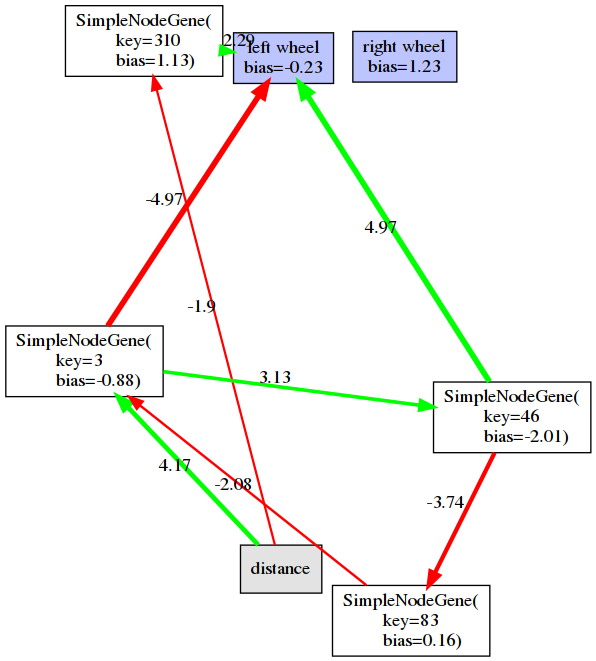 SimpleNodeGene(
key=310
bias=1.13)
2.29
left wheel
bias=-0.23
right wheel
bias=1.23
-4.97
4.97
-1.9
SimpleNodeGene(
key=3
bias=-0.88)
3.13
SimpleNodeGene(
key=46
bias=-2.01)
4.17
-2.08
-3.74
distance
SimpleNodeGene(
key=83
bias=0.16)